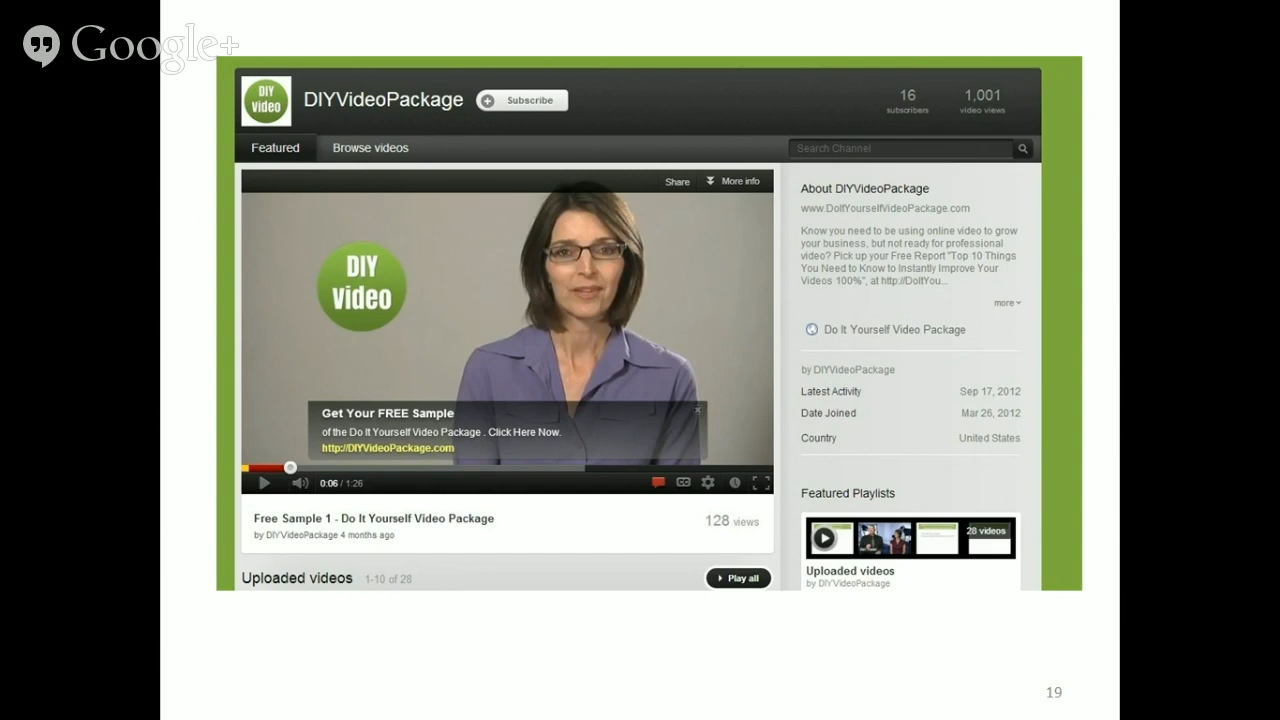 Google+
DIY
video
DIYVideoPackage
Subscribe
16
subscribers
1,001
video views
Featured
Browse videos
Search Channel
Share
More info
DIY
Video
Get Your FREE Sample
of the Do It Yourself Video Package . Click Here Now.
http://DIYVideoPackage.com
0:06 / 1:26
CC
Free Sample 1 - Do It Yourself Video Package
by DIYVideoPackage 4 months ago
128 views
Uploaded videos 1-10 of 28
Play all
About DIYVideoPackage
www.DoItYourselfVideoPackage.com
Know you need to be using online video to grow
your business, but not ready for professional
video? Pick up your Free Report "Top 10 Things
You Need to Know to Instantly Improve Your
Videos 100%", at http://DoItYou...
more
Do It Yourself Video Package
by DIYVideoPackage
Latest Activity Sep 17, 2012
Date Joined Mar 26, 2012
Country United States
Featured Playlists
28 videos
Uploaded videos
by DIYVideoPackage
19